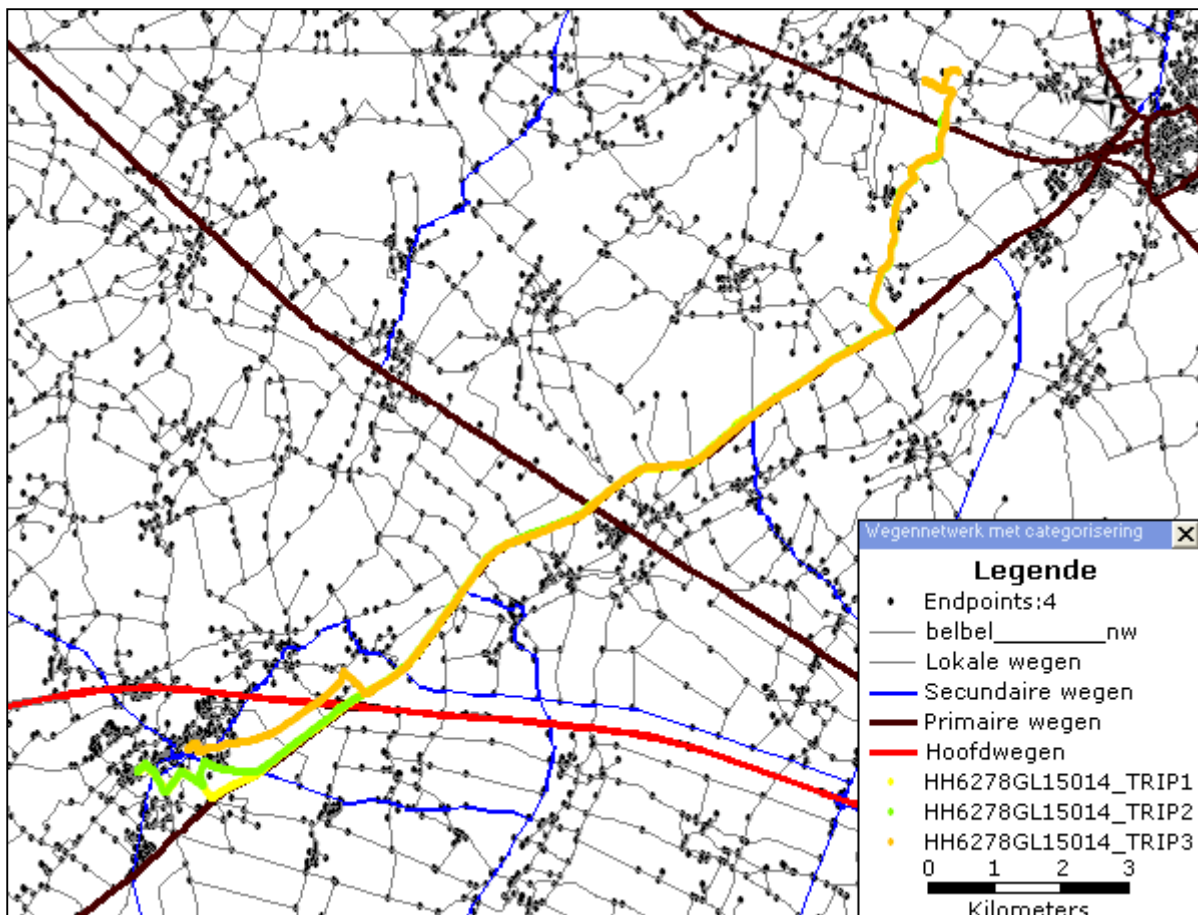 Wegennetwerk met categorisering
Legende
Endpoints:4
belbel________nw
Lokale wegen
Secundaire wegen
Primaire wegen
Hoofdwegen
HH6278GL15014_TRIP1
HH6278GL15014_TRIP2
HH6278GL15014_TRIP3
0 1 2 3
Kilometers